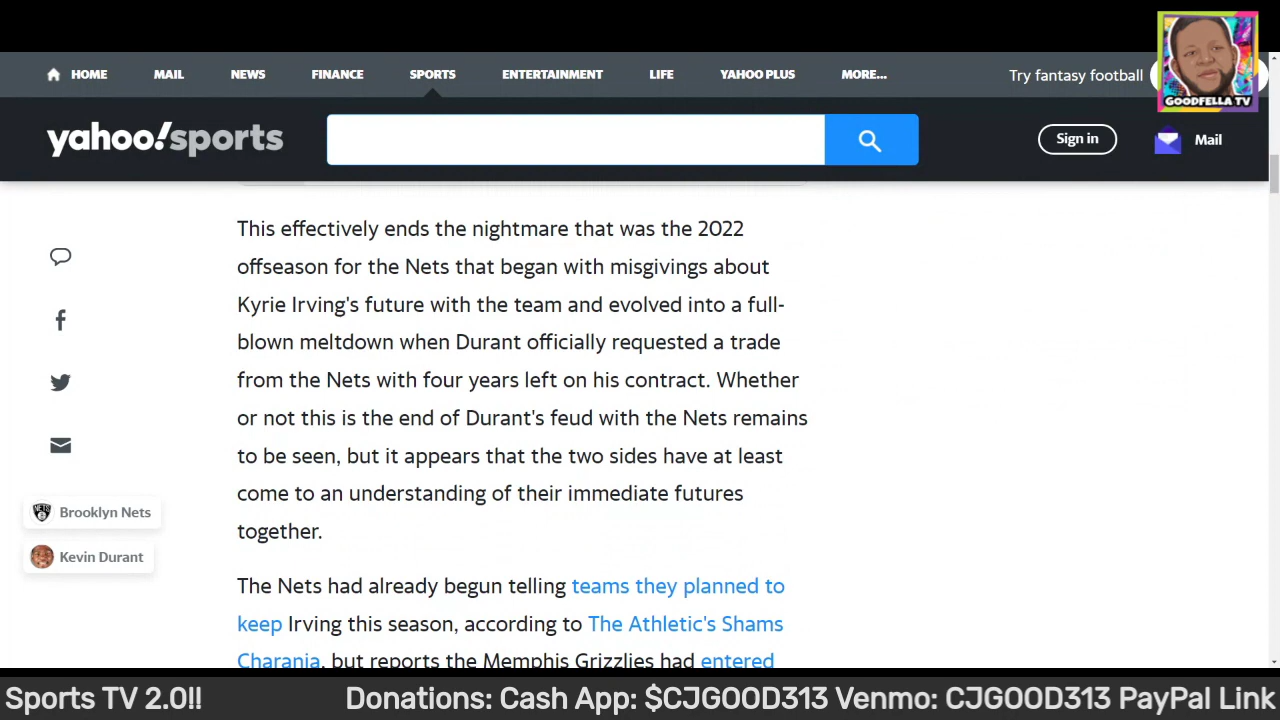 HOME MAIL NEWS FINANCE SPORTS ENTERTAINMENT LIFE YAHOO PLUS MORE... Try fantasy football
GOODFELLA TV
yahoo!sports
Sign in
Mail
This effectively ends the nightmare that was the 2022
offseason for the Nets that began with misgivings about
Kyrie Irving's future with the team and evolved into a full-
blown meltdown when Durant officially requested a trade
from the Nets with four years left on his contract. Whether
or not this is the end of Durant's feud with the Nets remains
to be seen, but it appears that the two sides have at least
come to an understanding of their immediate futures
together.
Brooklyn Nets
Kevin Durant
The Nets had already begun telling teams they planned to
keep Irving this season, according to The Athletic's Shams
Charania, but reports the Memphis Grizzlies had entered
Sports TV 2.0!! Donations: Cash App: $CJGOOD313 Venmo: CJGOOD313 PayPal Link